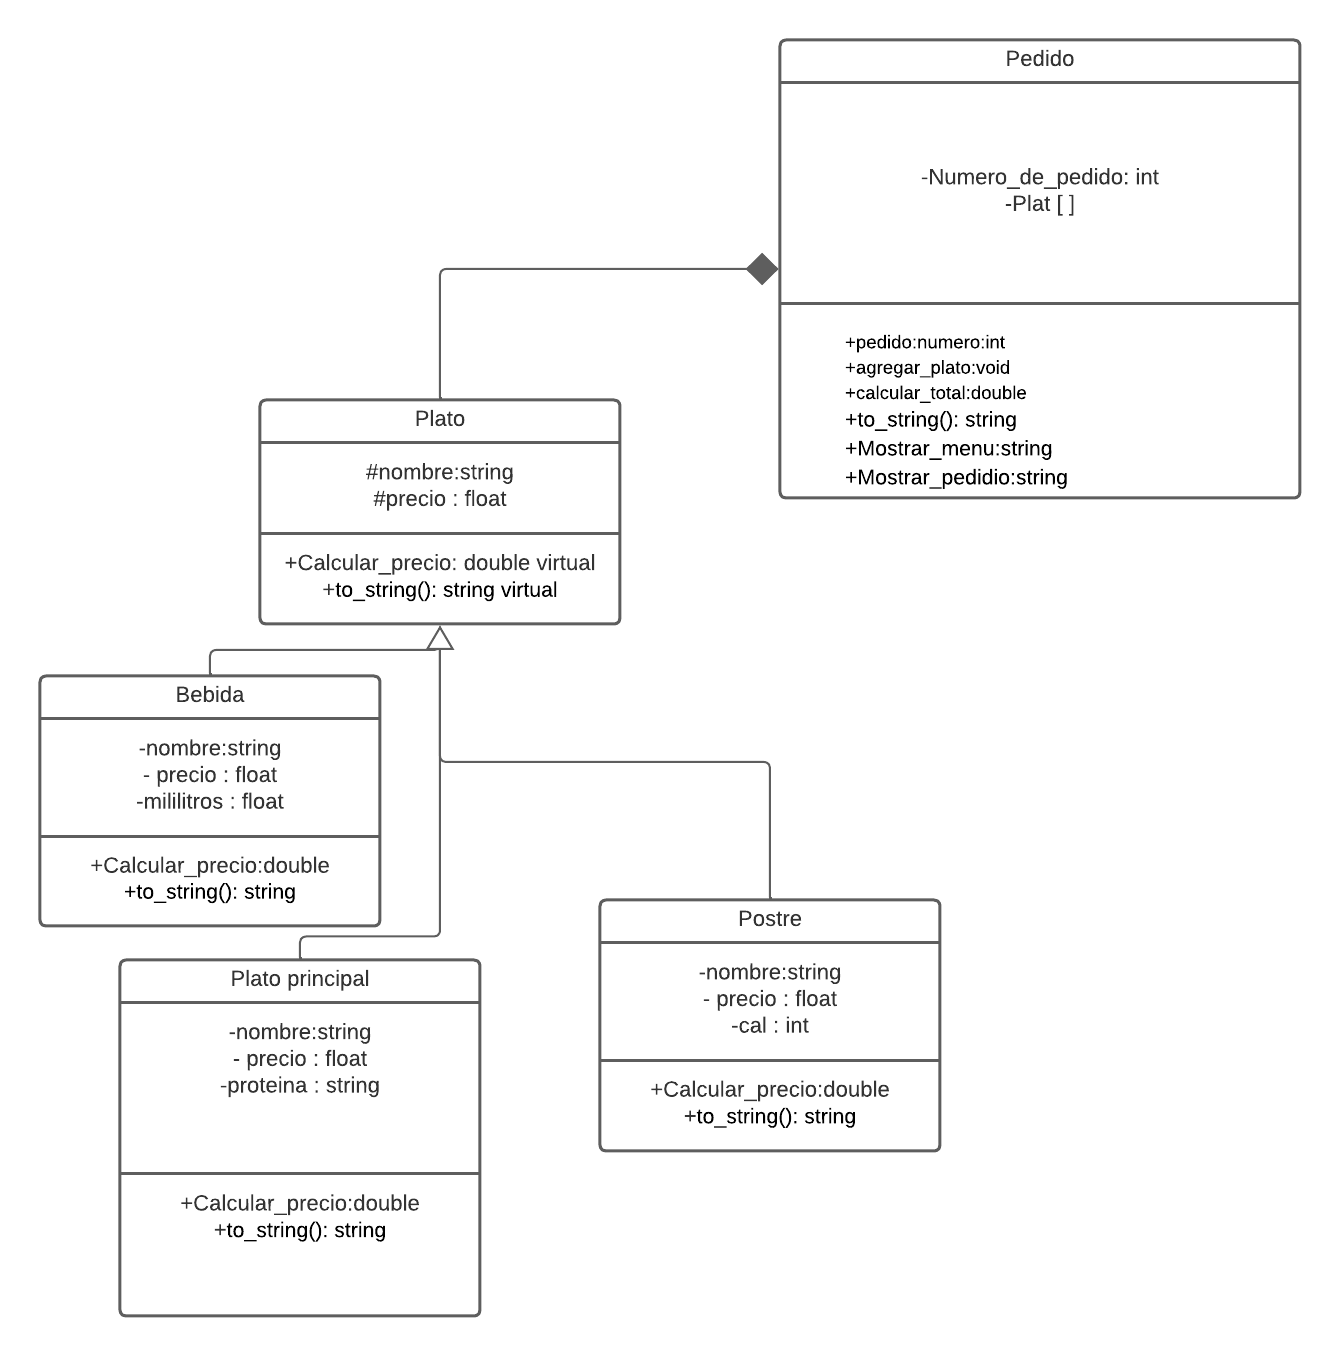 Pedido
-Numero_de_pedido: int
-Plat [ ]
+pedido:numero:int
+agregar_plato:void
+calcular_total:double
+to_string(): string
+Mostrar_menu:string
+Mostrar_pedidio:string
Plato
#nombre:string
#precio : float
+Calcular_precio: double virtual
+to_string(): string virtual
Bebida
-nombre:string
- precio : float
-mililitros : float
+Calcular_precio:double
+to_string(): string
Postre
-nombre:string
- precio : float
-cal : int
+Calcular_precio:double
+to_string(): string
Plato principal
-nombre:string
- precio : float
-proteina : string
+Calcular_precio:double
+to_string(): string